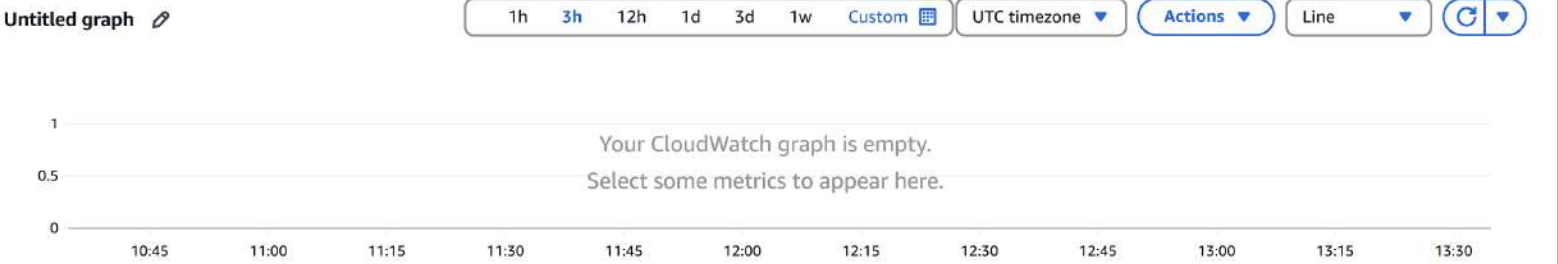 Untitled graph
1h 3h 12h 1d 3d 1w Custom UTC timezone Actions Line
1
Your CloudWatch graph is empty.
0.5
Select some metrics to appear here.
0
10:45 11:00 11:15 11:30 11:45 12:00 12:15 12:30 12:45 13:00 13:15 13:30